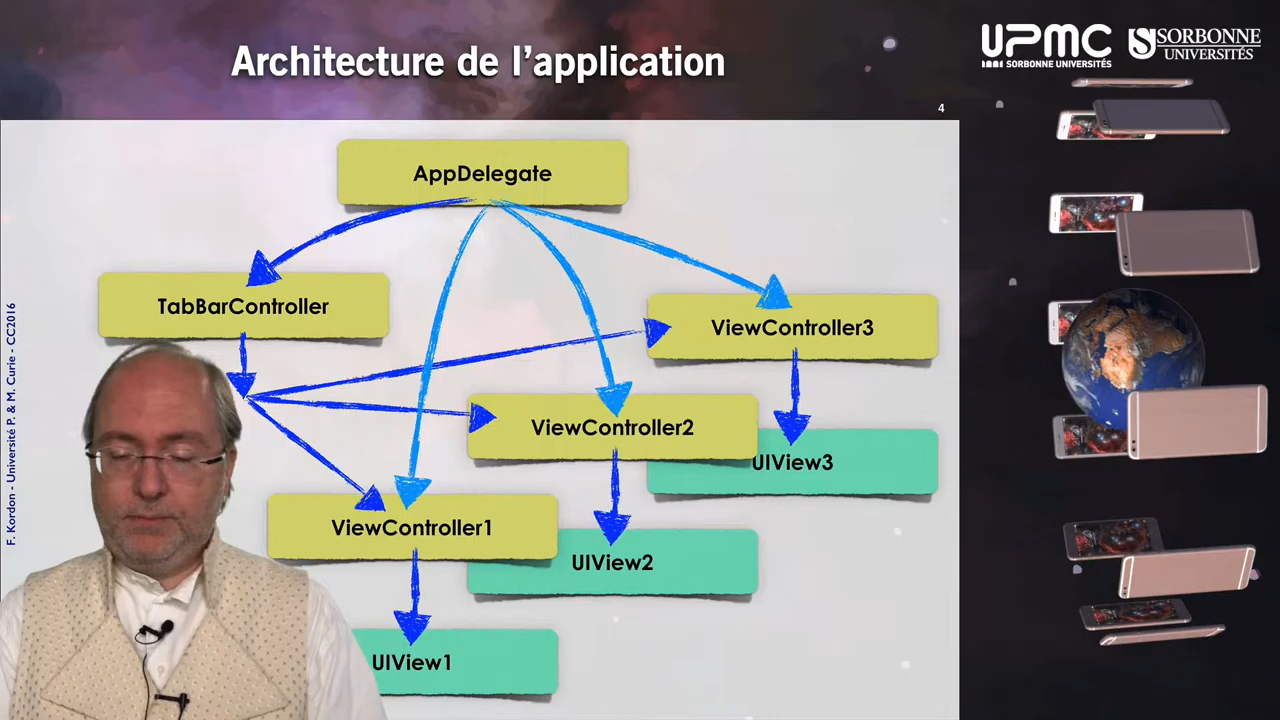 Architecture de l'application
UPMC
SORBONNE UNIVERSITÉS
S SORBONNE
UNIVERSITÉS
4
AppDelegate
TabBarController
ViewController3
ViewController2
UIView3
ViewController1
UIView2
UIView1
F. Kordon - Université P. & M. Curie - CC2016